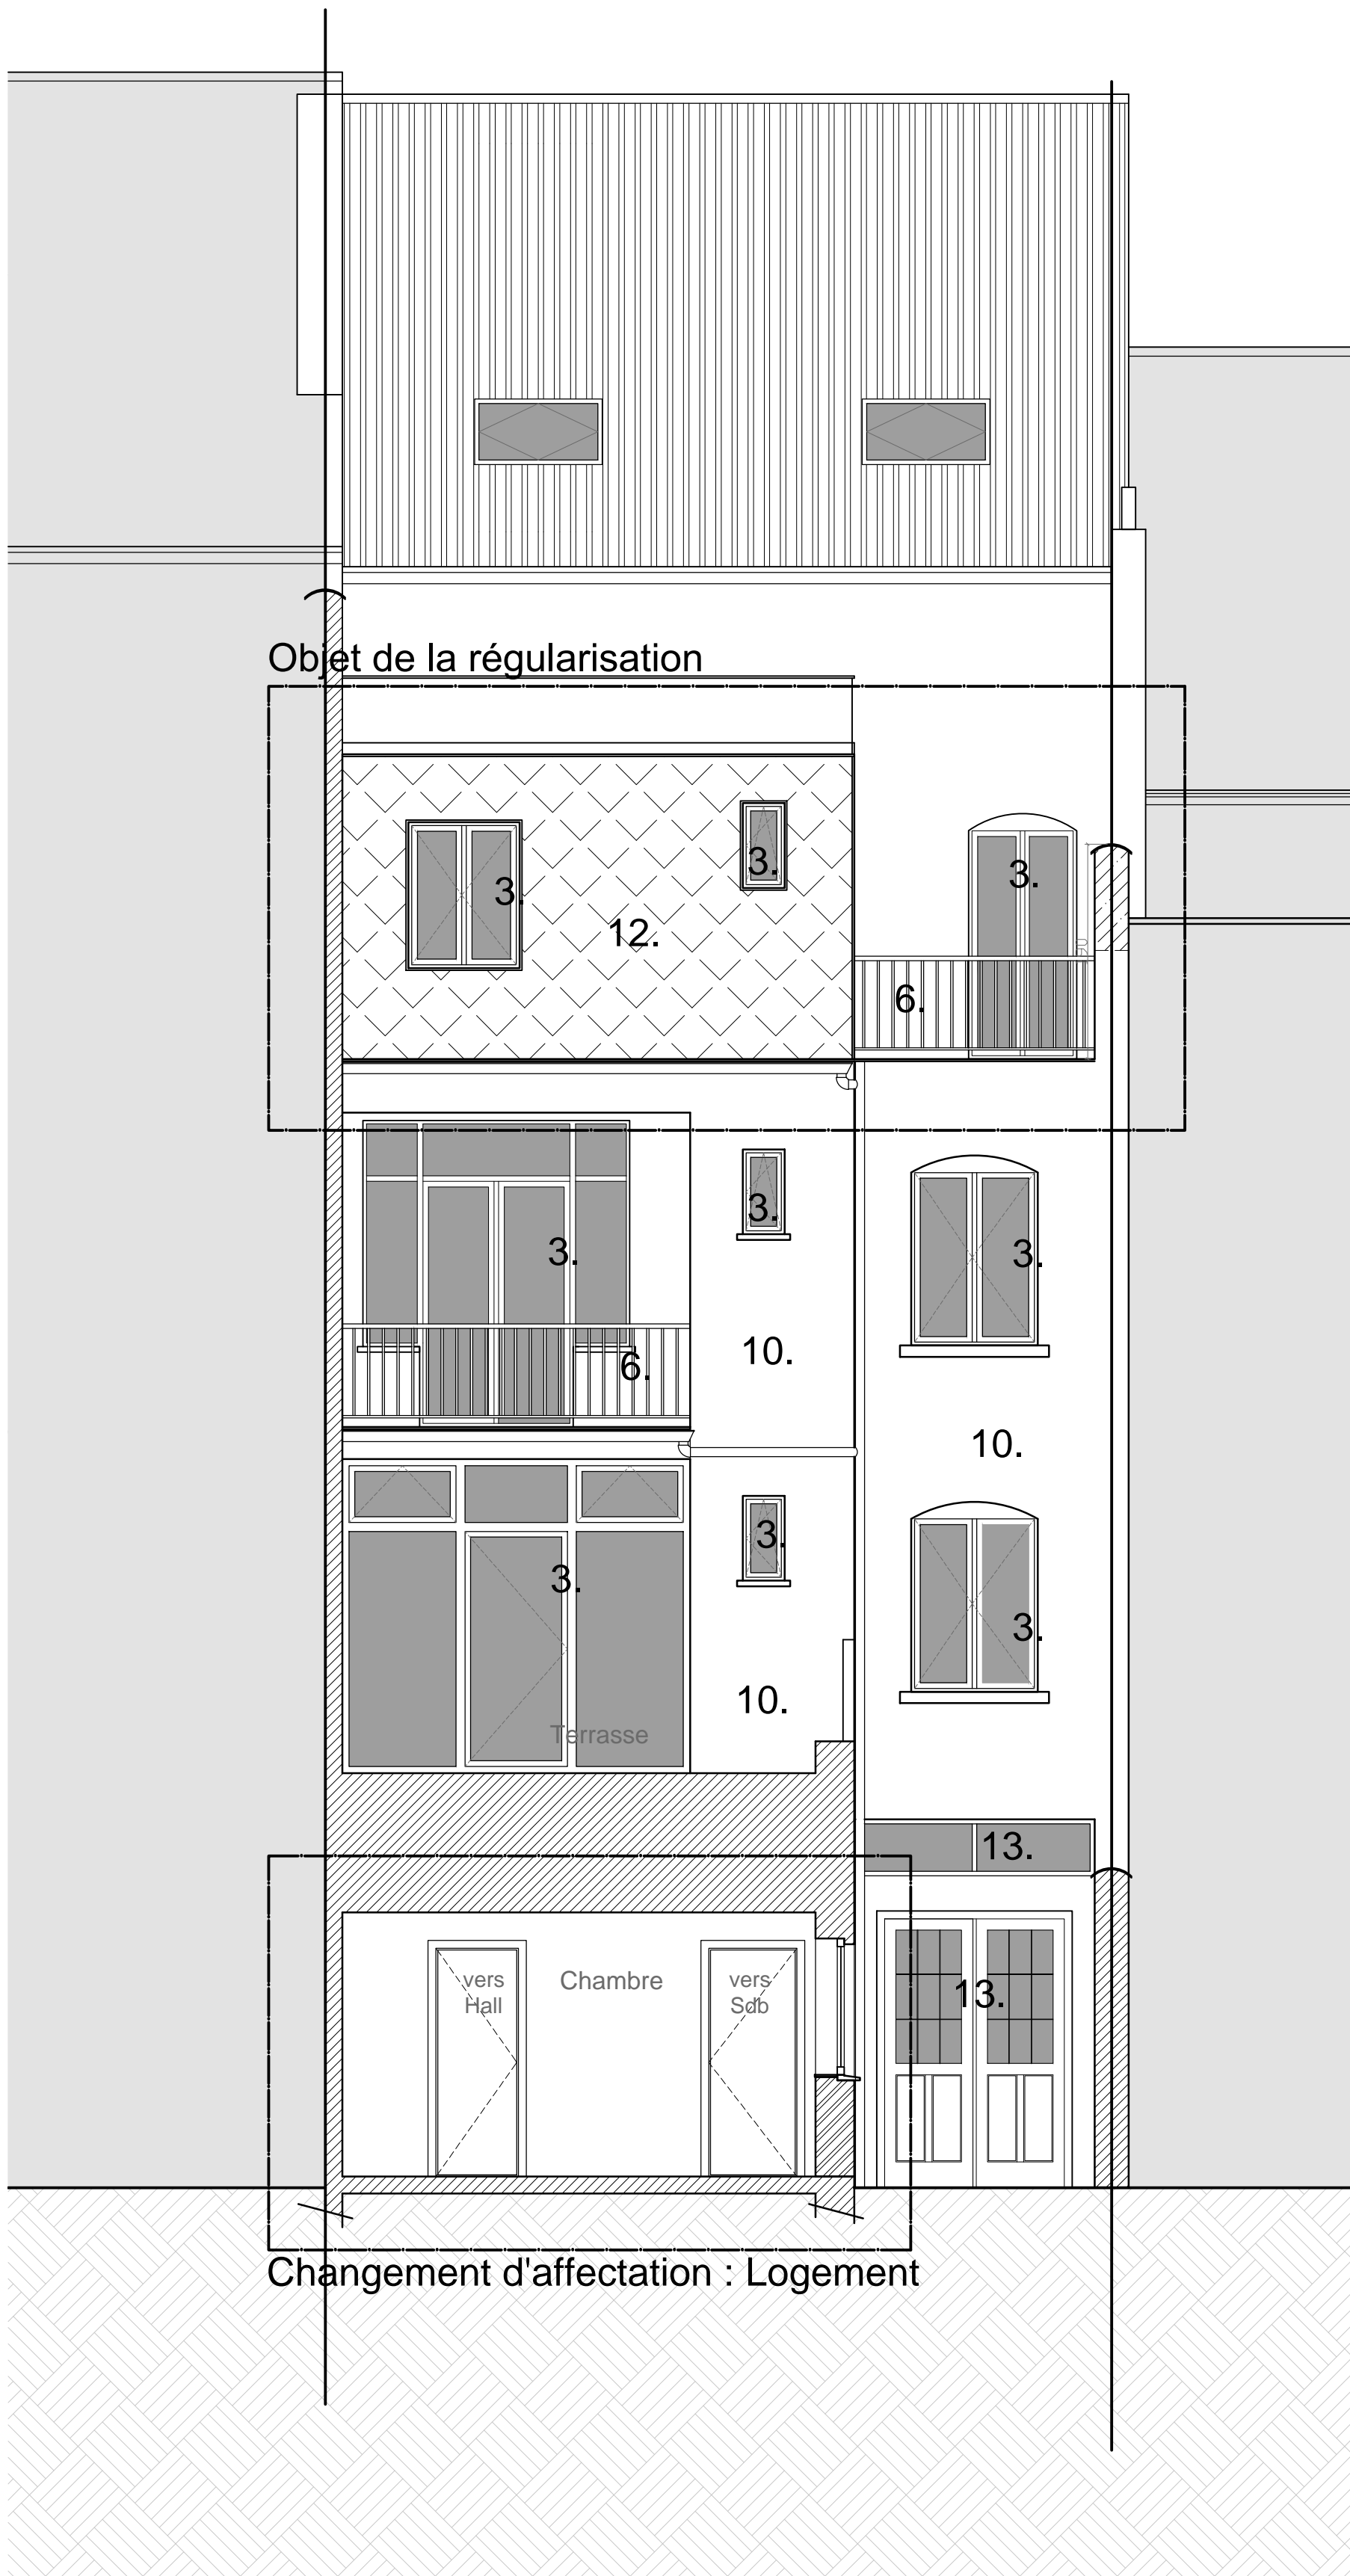 Objet de la régularisation
3.
3.
3.
12.
6.
3.
3.
3.
10.
6.
10.
3.
3.
3.
10.
Terrasse
13.
vers
Hall
Chambre
vers
Sdb
13.
Changement d'affectation : Logement